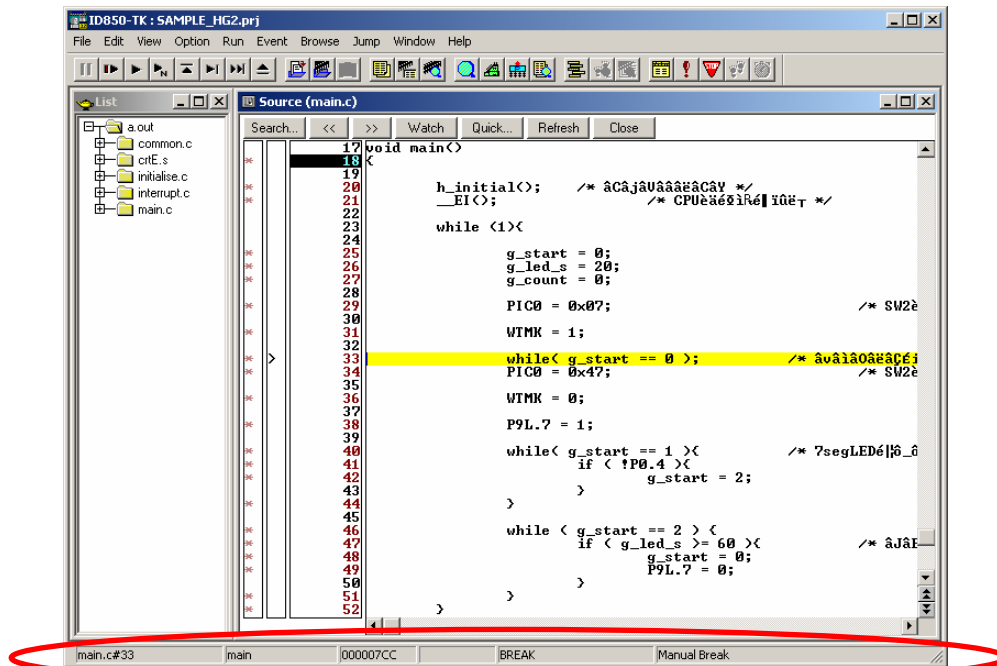 ID850-TK : SAMPLE_HG2.prj
File Edit View Option Run Event Browse Jump Window Help
List
Source (main.c)
a.out
common.c
crtE.s
initialise.c
interrupt.c
main.c
Search... << >> Watch Quick... Refresh Close
17 void main()
18 {
19
20 h_initial(); /* */
21 __EI(); /* CPU */
22
23 while (1){
24
25 g_start = 0;
26 g_led_s = 20;
27 g_count = 0;
28
29 PIC0 = 0x07; /* SW2
30
31 WTMK = 1;
32
33 while( g_start == 0 ); /*
34 PIC0 = 0x47; /* SW2
35
36 WTMK = 0;
37
38 P9L.7 = 1;
39
40 while( g_start == 1 ){ /* 7segLED
41 if ( !P0.4 ){
42 g_start = 2;
43 }
44 }
45
46 while ( g_start == 2 ) {
47 if ( g_led_s >= 60 ){ /*
48 g_start = 0;
49 P9L.7 = 0;
50 }
51 }
52 }
main.c#33 main 000007CC BREAK Manual Break